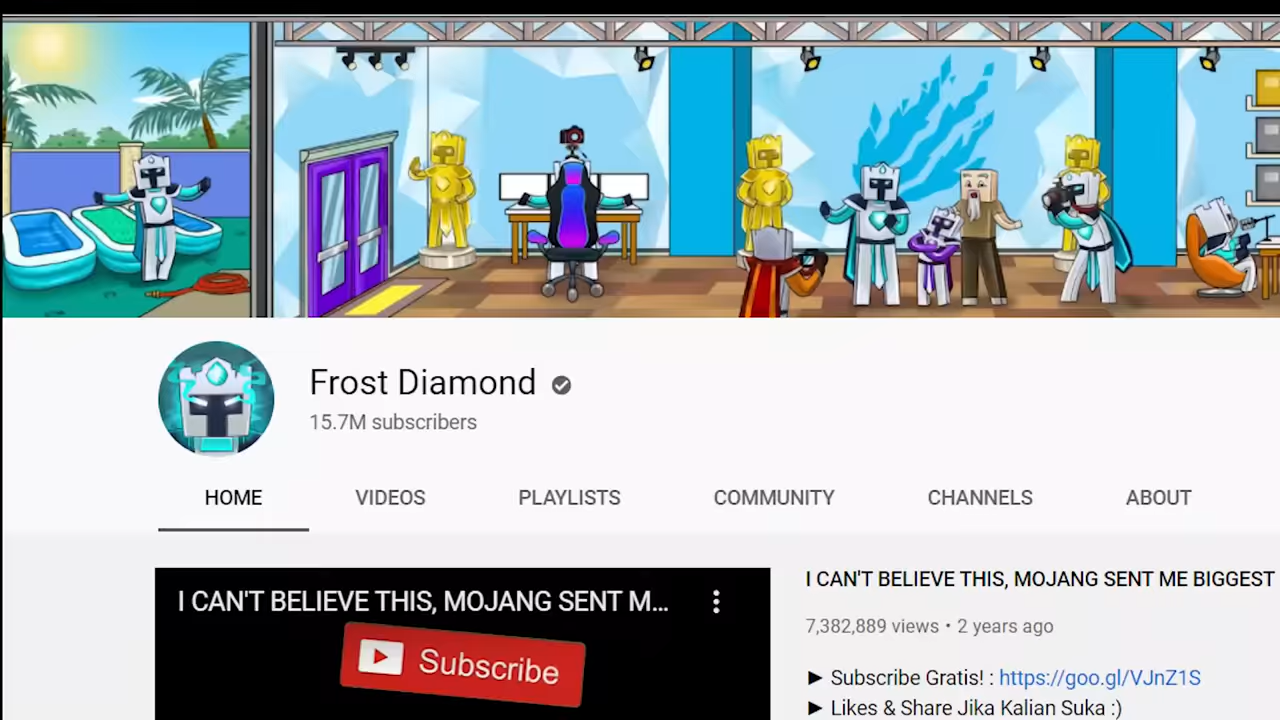 Frost Diamond
15.7M subscribers
HOME VIDEOS PLAYLISTS COMMUNITY CHANNELS ABOUT
I CAN'T BELIEVE THIS, MOJANG SENT M...
Subscribe
I CAN'T BELIEVE THIS, MOJANG SENT ME BIGGEST
7,382,889 views • 2 years ago
► Subscribe Gratis! : https://goo.gl/VJnZ1S
► Likes & Share Jika Kalian Suka :)